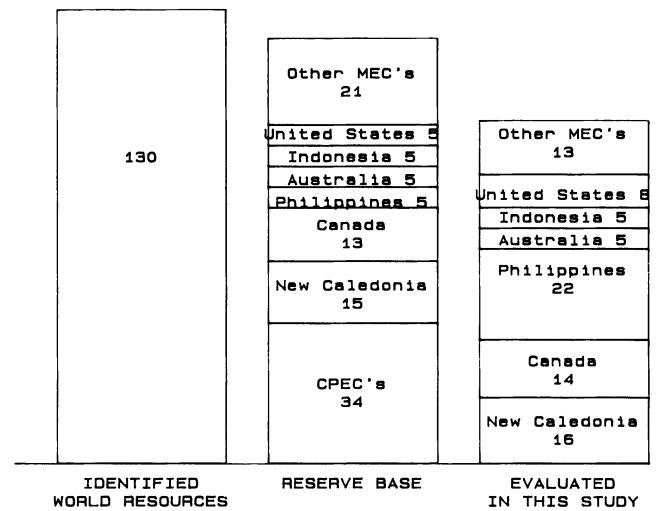 130
IDENTIFIED
WORLD RESOURCES
Other MEC's
21
United States 5
Indonesia 5
Australia 5
Philippines 5
Canada
13
New Caledonia
15
CPEC's
34
RESERVE BASE
Other MEC's
13
United States 8
Indonesia 5
Australia 5
Philippines
22
Canada
14
New Caledonia
16
EVALUATED
IN THIS STUDY